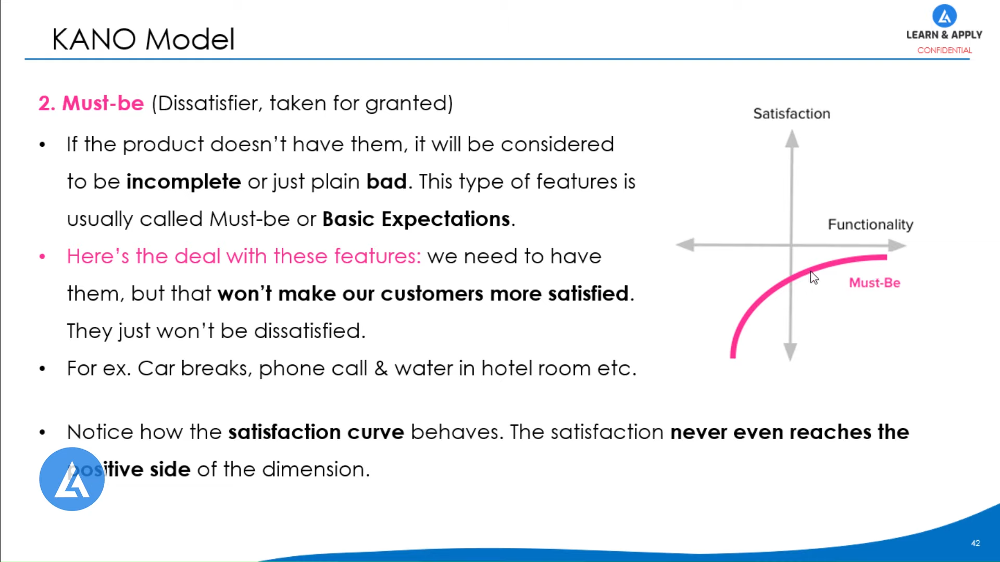 KANO Model
LEARN & APPLY
CONFIDENTIAL
2. Must-be (Dissatisfier, taken for granted)
• If the product doesn’t have them, it will be considered
to be incomplete or just plain bad. This type of features is
usually called Must-be or Basic Expectations.
• Here’s the deal with these features: we need to have
them, but that won’t make our customers more satisfied.
They just won’t be dissatisfied.
• For ex. Car breaks, phone call & water in hotel room etc.
• Notice how the satisfaction curve behaves. The satisfaction never even reaches the
positive side of the dimension.
Satisfaction
Functionality
Must-Be
42